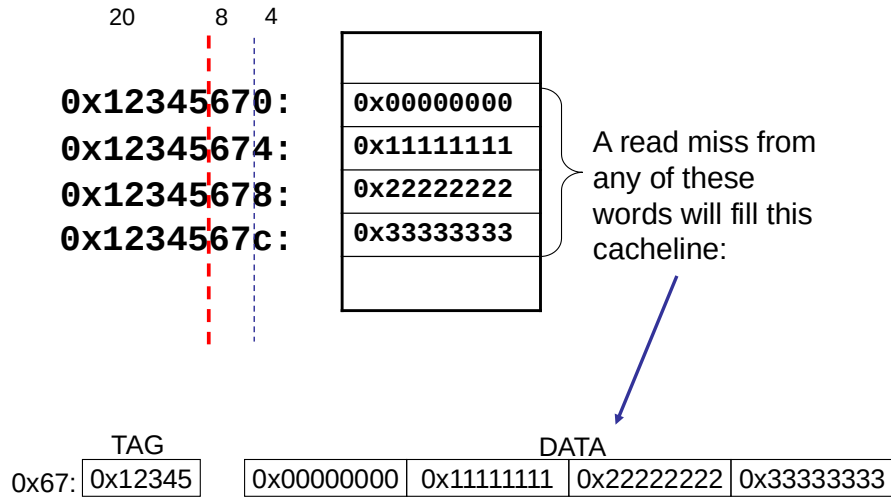 20 8 4
0x12345670: 0x00000000
0x12345674: 0x11111111
0x12345678: 0x22222222
0x1234567c: 0x33333333
A read miss from
any of these
words will fill this
cacheline:
TAG DATA
0x67: 0x12345 0x00000000 0x11111111 0x22222222 0x33333333